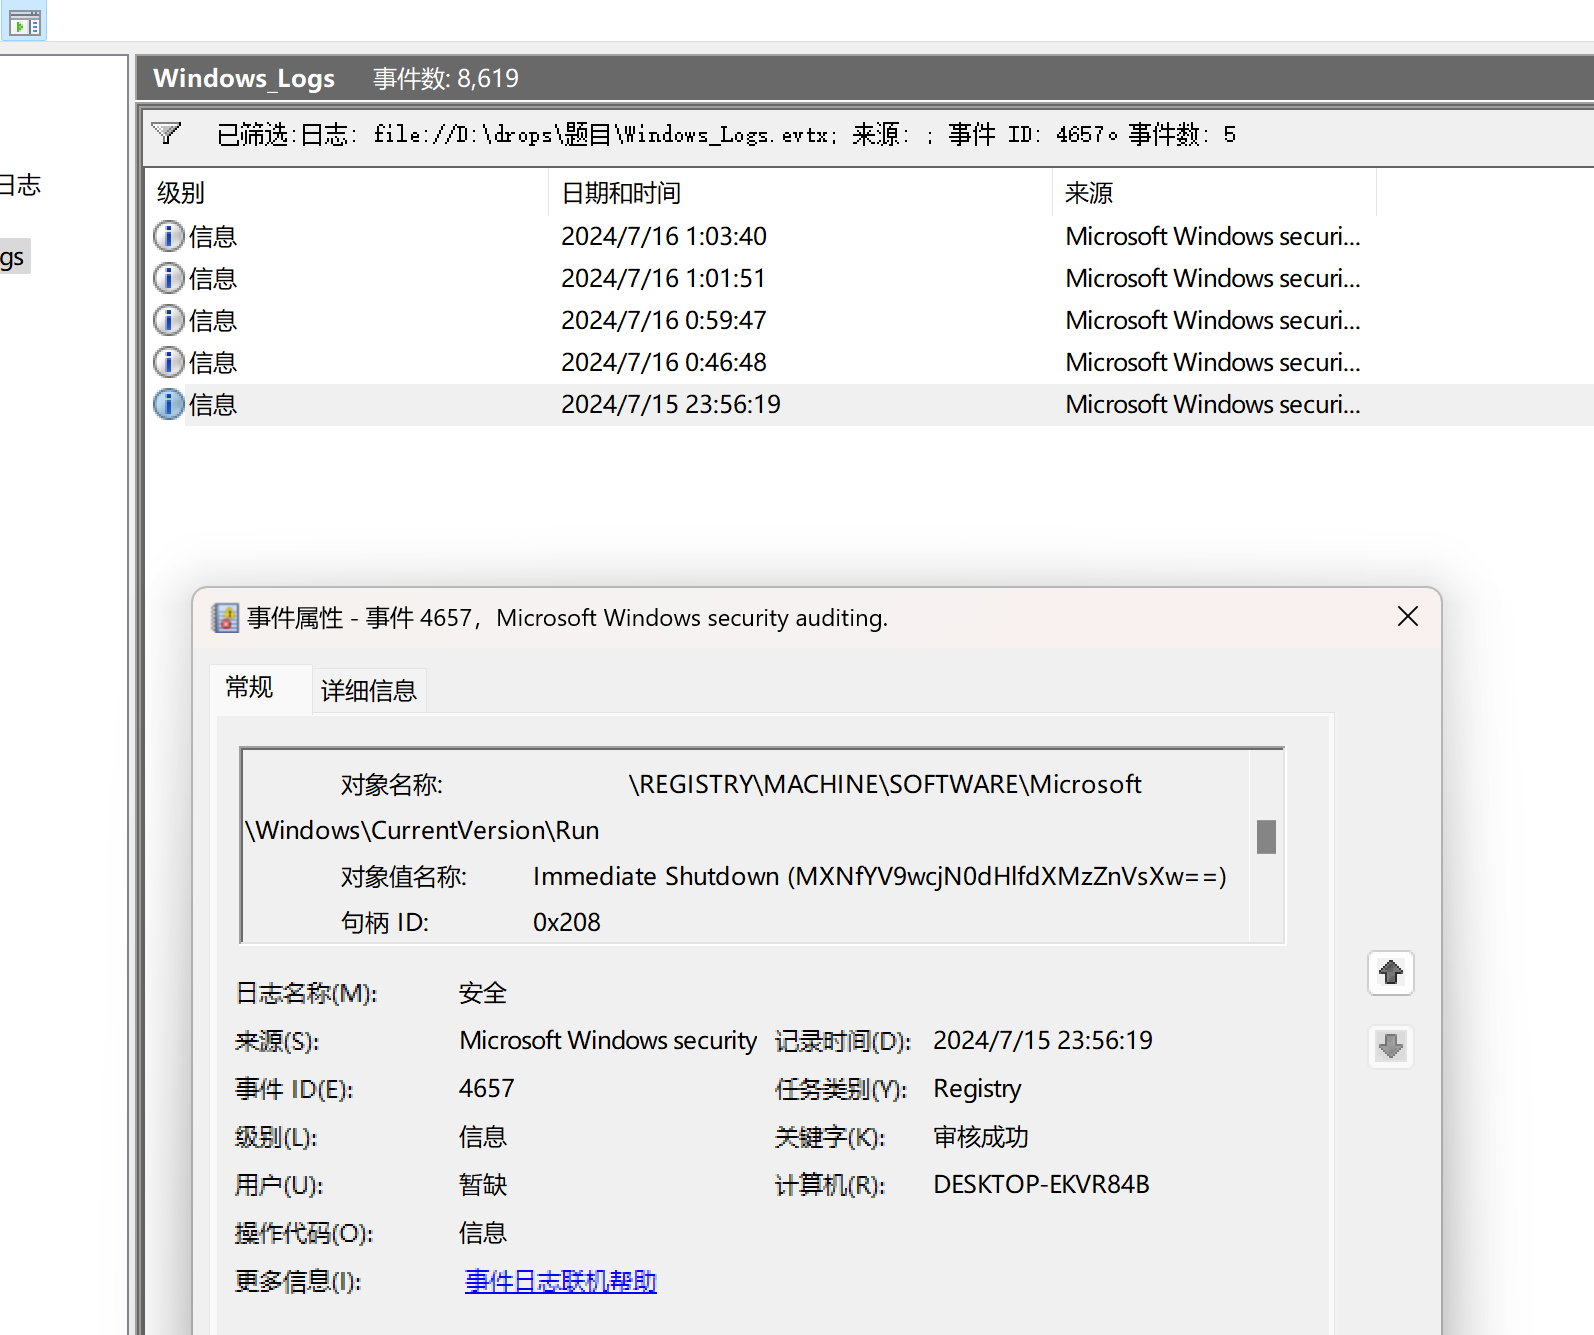 Windows_Logs 事件数: 8,619
已筛选:日志: file://D:\drops\题目\Windows_Logs.evtx; 来源: ; 事件 ID: 4657。事件数: 5
日志
gs
级别 日期和时间 来源
信息 2024/7/16 1:03:40 Microsoft Windows securi...
信息 2024/7/16 1:01:51 Microsoft Windows securi...
信息 2024/7/16 0:59:47 Microsoft Windows securi...
信息 2024/7/16 0:46:48 Microsoft Windows securi...
信息 2024/7/15 23:56:19 Microsoft Windows securi...
事件属性 - 事件 4657, Microsoft Windows security auditing.
常规 详细信息
对象名称: \REGISTRY\MACHINE\SOFTWARE\Microsoft
\Windows\CurrentVersion\Run
对象值名称: Immediate Shutdown (MXNfYV9wcjN0dHlfdXMzZnVsXw==)
句柄 ID: 0x208
日志名称(M): 安全
来源(S): Microsoft Windows security 记录时间(D): 2024/7/15 23:56:19
事件 ID(E): 4657 任务类别(Y): Registry
级别(L): 信息 关键字(K): 审核成功
用户(U): 暂缺 计算机(R): DESKTOP-EKVR84B
操作代码(O): 信息
更多信息(I): 事件日志联机帮助